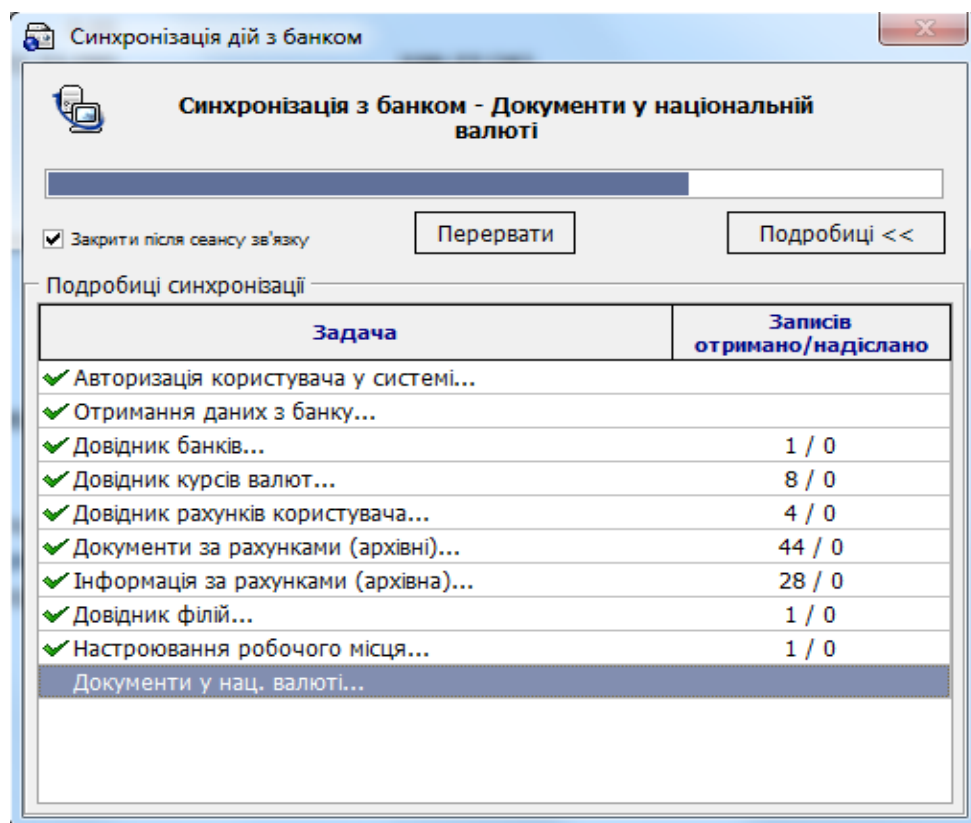 Синхронізація дій з банком
Синхронізація з банком - Документи у національній
валюті
Закрити після сеансу зв'язку
Перервати
Подробиці <<
Подробиці синхронізації
Задача
Записів
отримано/надіслано
Авторизація користувача у системі...
Отримання даних з банку...
Довідник банків... 1 / 0
Довідник курсів валют... 8 / 0
Довідник рахунків користувача... 4 / 0
Документи за рахунками (архівні)... 44 / 0
Інформація за рахунками (архівна)... 28 / 0
Довідник філій... 1 / 0
Настроювання робочого місця... 1 / 0
Документи у нац. валюті...